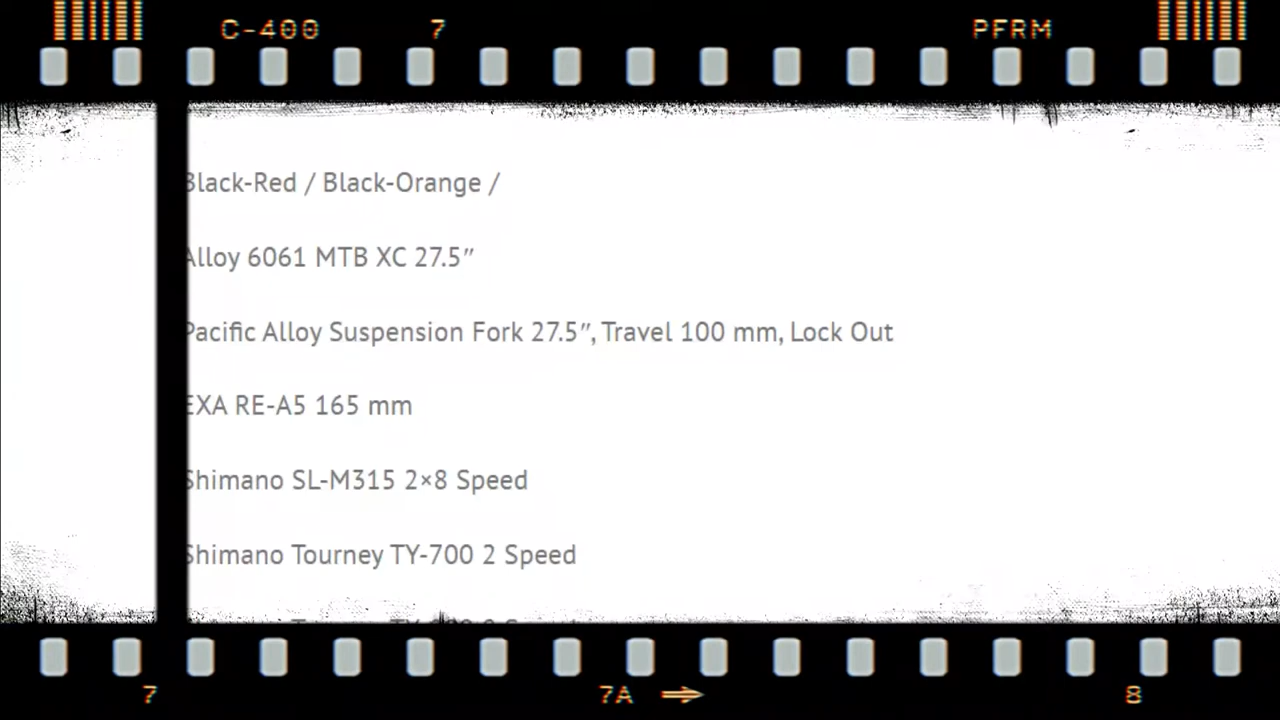 C-400 7 PFRM
Black-Red / Black-Orange /
Alloy 6061 MTB XC 27.5″
Pacific Alloy Suspension Fork 27.5″, Travel 100 mm, Lock Out
EXA RE-A5 165 mm
Shimano SL-M315 2×8 Speed
Shimano Tourney TY-700 2 Speed
7 7A → 8